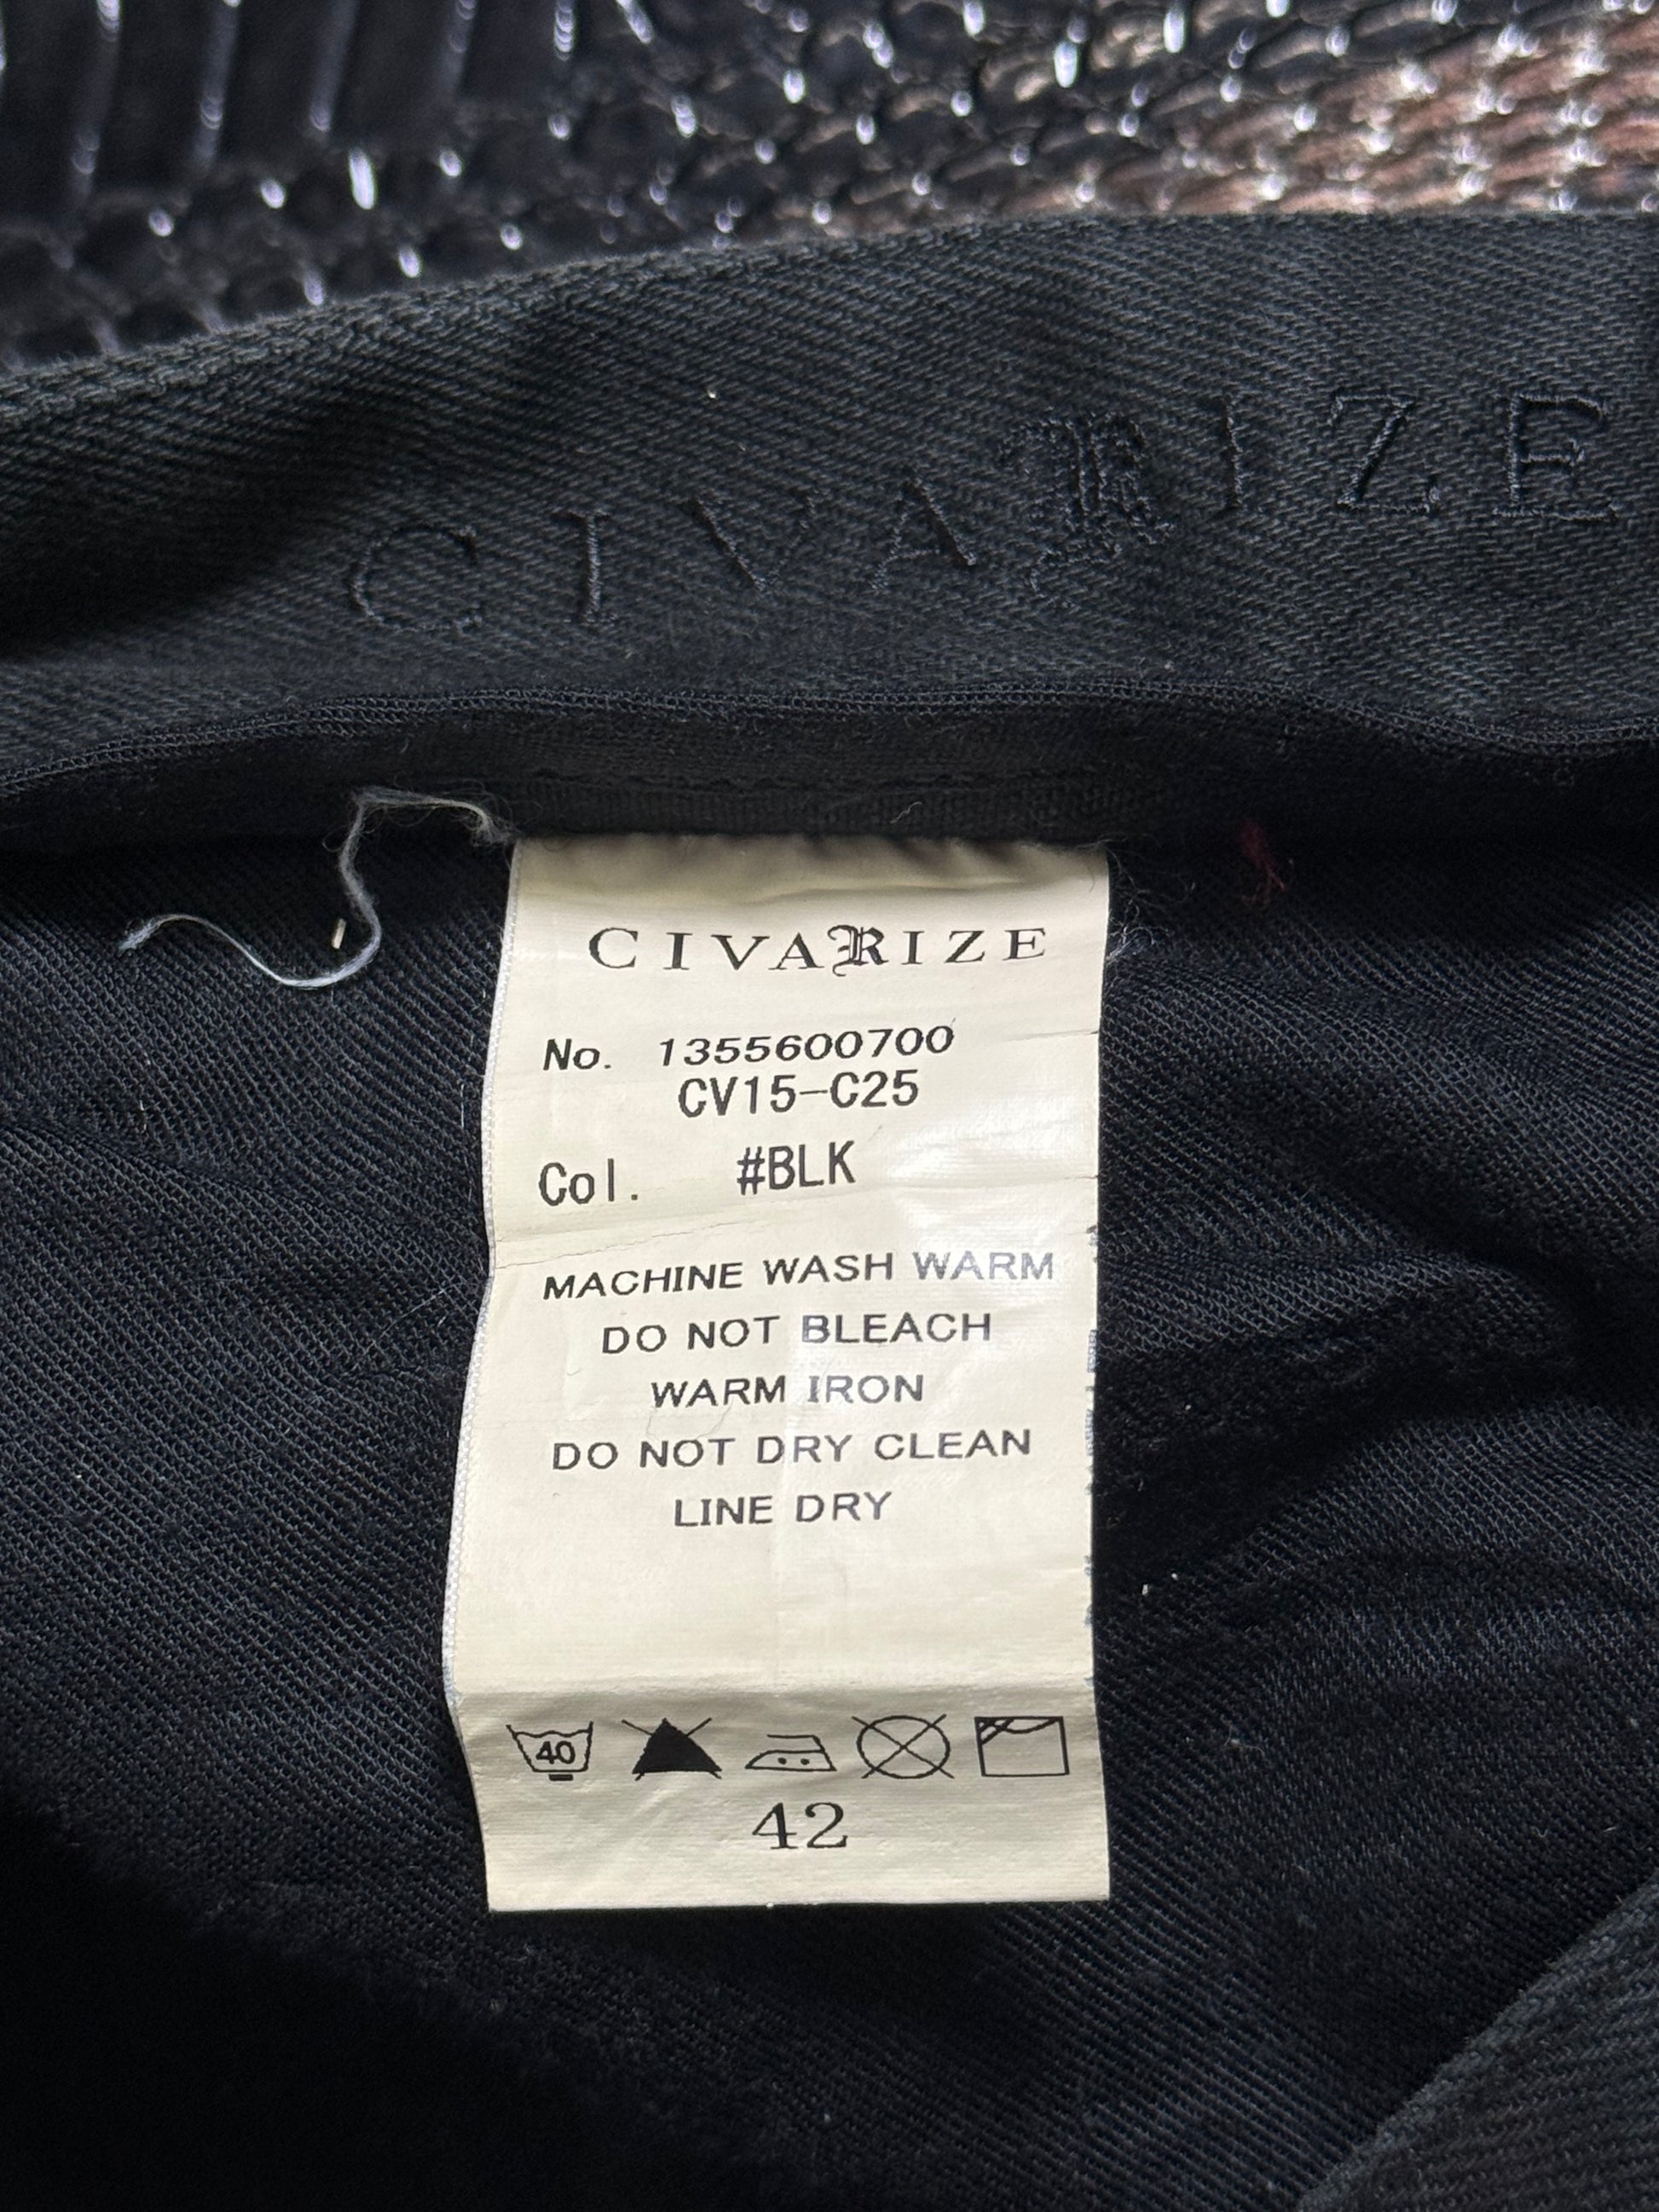 CIVARIZE
CIVARIZE
No. 1355600700
CV15-C25
Col. #BLK
MACHINE WASH WARM
DO NOT BLEACH
WARM IRON
DO NOT DRY CLEAN
LINE DRY
40
42